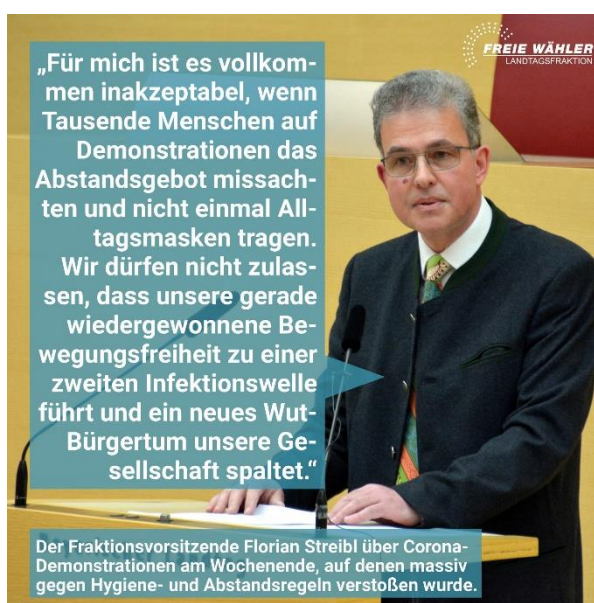 FREIE WÄHLER
LANDTAGSFRAKTION
„Für mich ist es vollkom-
men inakzeptabel, wenn
Tausende Menschen auf
Demonstrationen das
Abstandsgebot missach-
ten und nicht einmal All-
tagsmasken tragen.
Wir dürfen nicht zulas-
sen, dass unsere gerade
wiedergewonnene Be-
wegungsfreiheit zu einer
zweiten Infektionswelle
führt und ein neues Wut-
Bürgertum unsere Ge-
sellschaft spaltet.“
Der Fraktionsvorsitzende Florian Streibl über Corona-
Demonstrationen am Wochenende, auf denen massiv
gegen Hygiene- und Abstandsregeln verstoßen wurde.